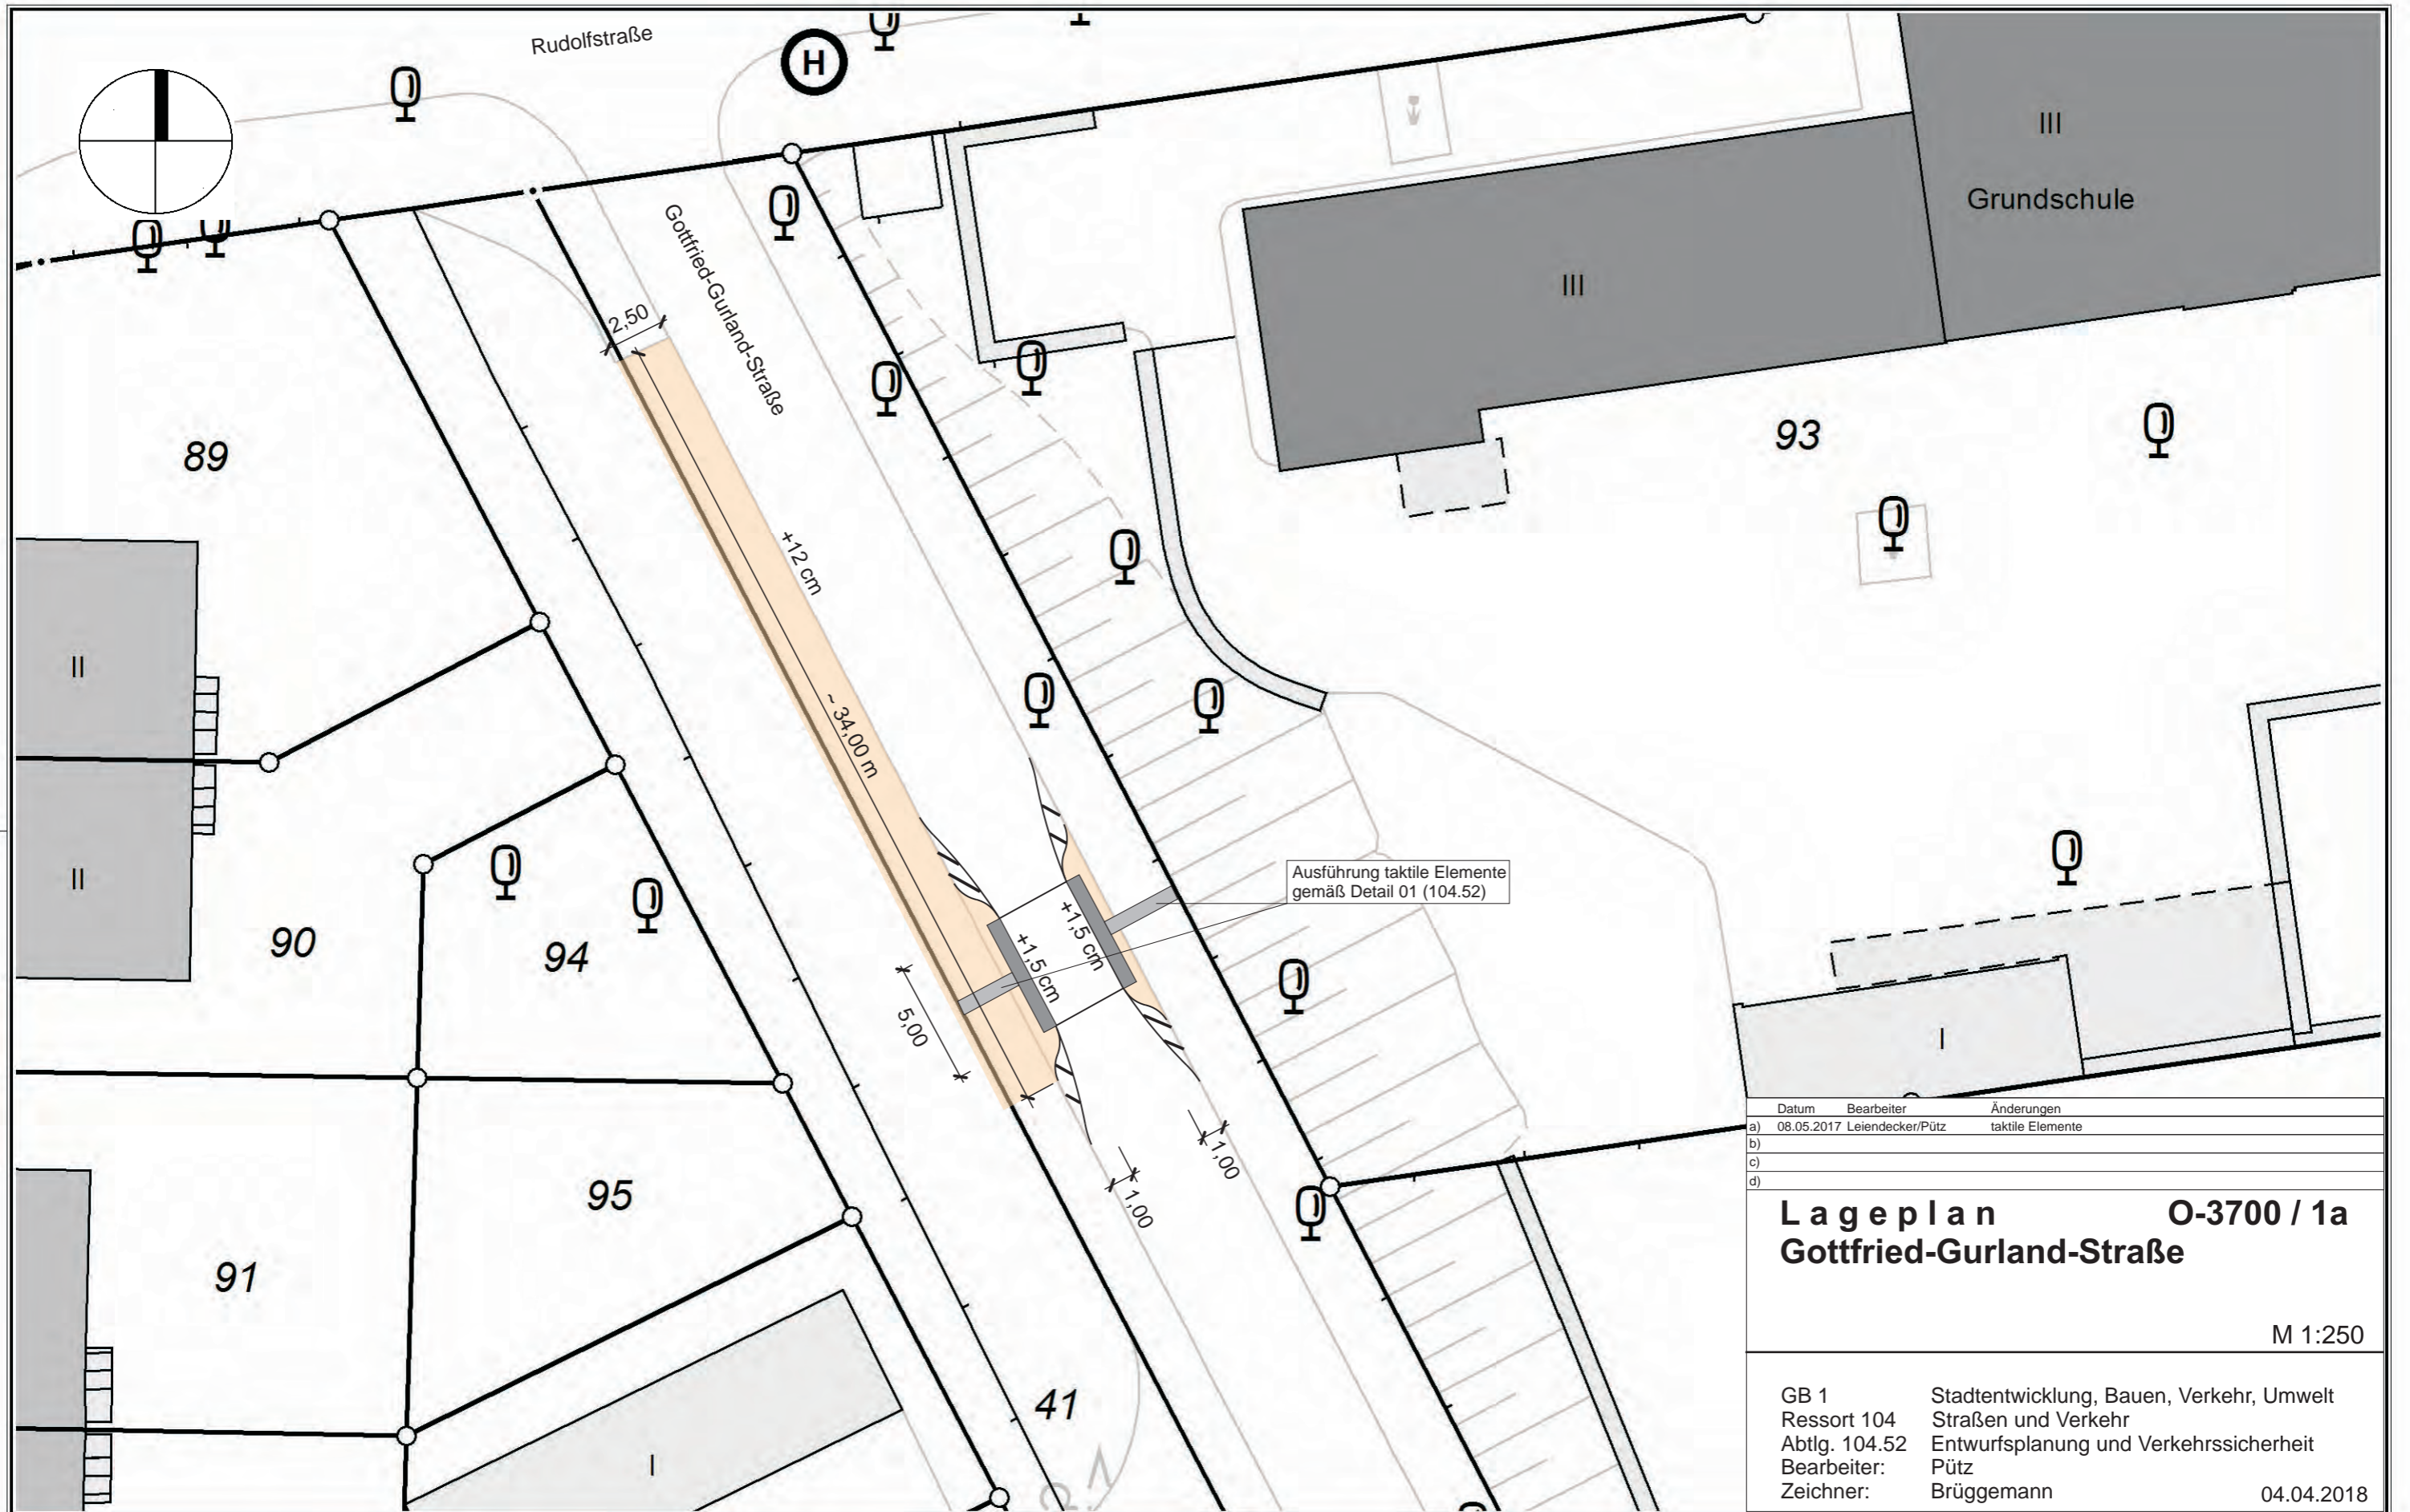 Rudolfstraße
H
III
Grundschule
Gottfried-Gurland-Straße
III
2,50
93
89
+12 cm
II
~ 34,00 m
Ausführung taktile Elemente
gemäß Detail 01 (104.52)
II
+1,5 cm
+1,5 cm
90
94
5,00
I
1,00
1,00
95
91
41
I
Datum Bearbeiter Änderungen
a) 08.05.2017 Leiendecker/Pütz taktile Elemente
b)
c)
d)
Lageplan O-3700 / 1a
Gottfried-Gurland-Straße
M 1:250
GB 1 Stadtentwicklung, Bauen, Verkehr, Umwelt
Ressort 104 Straßen und Verkehr
Abtlg. 104.52 Entwurfsplanung und Verkehrssicherheit
Bearbeiter: Pütz
Zeichner: Brüggemann 04.04.2018